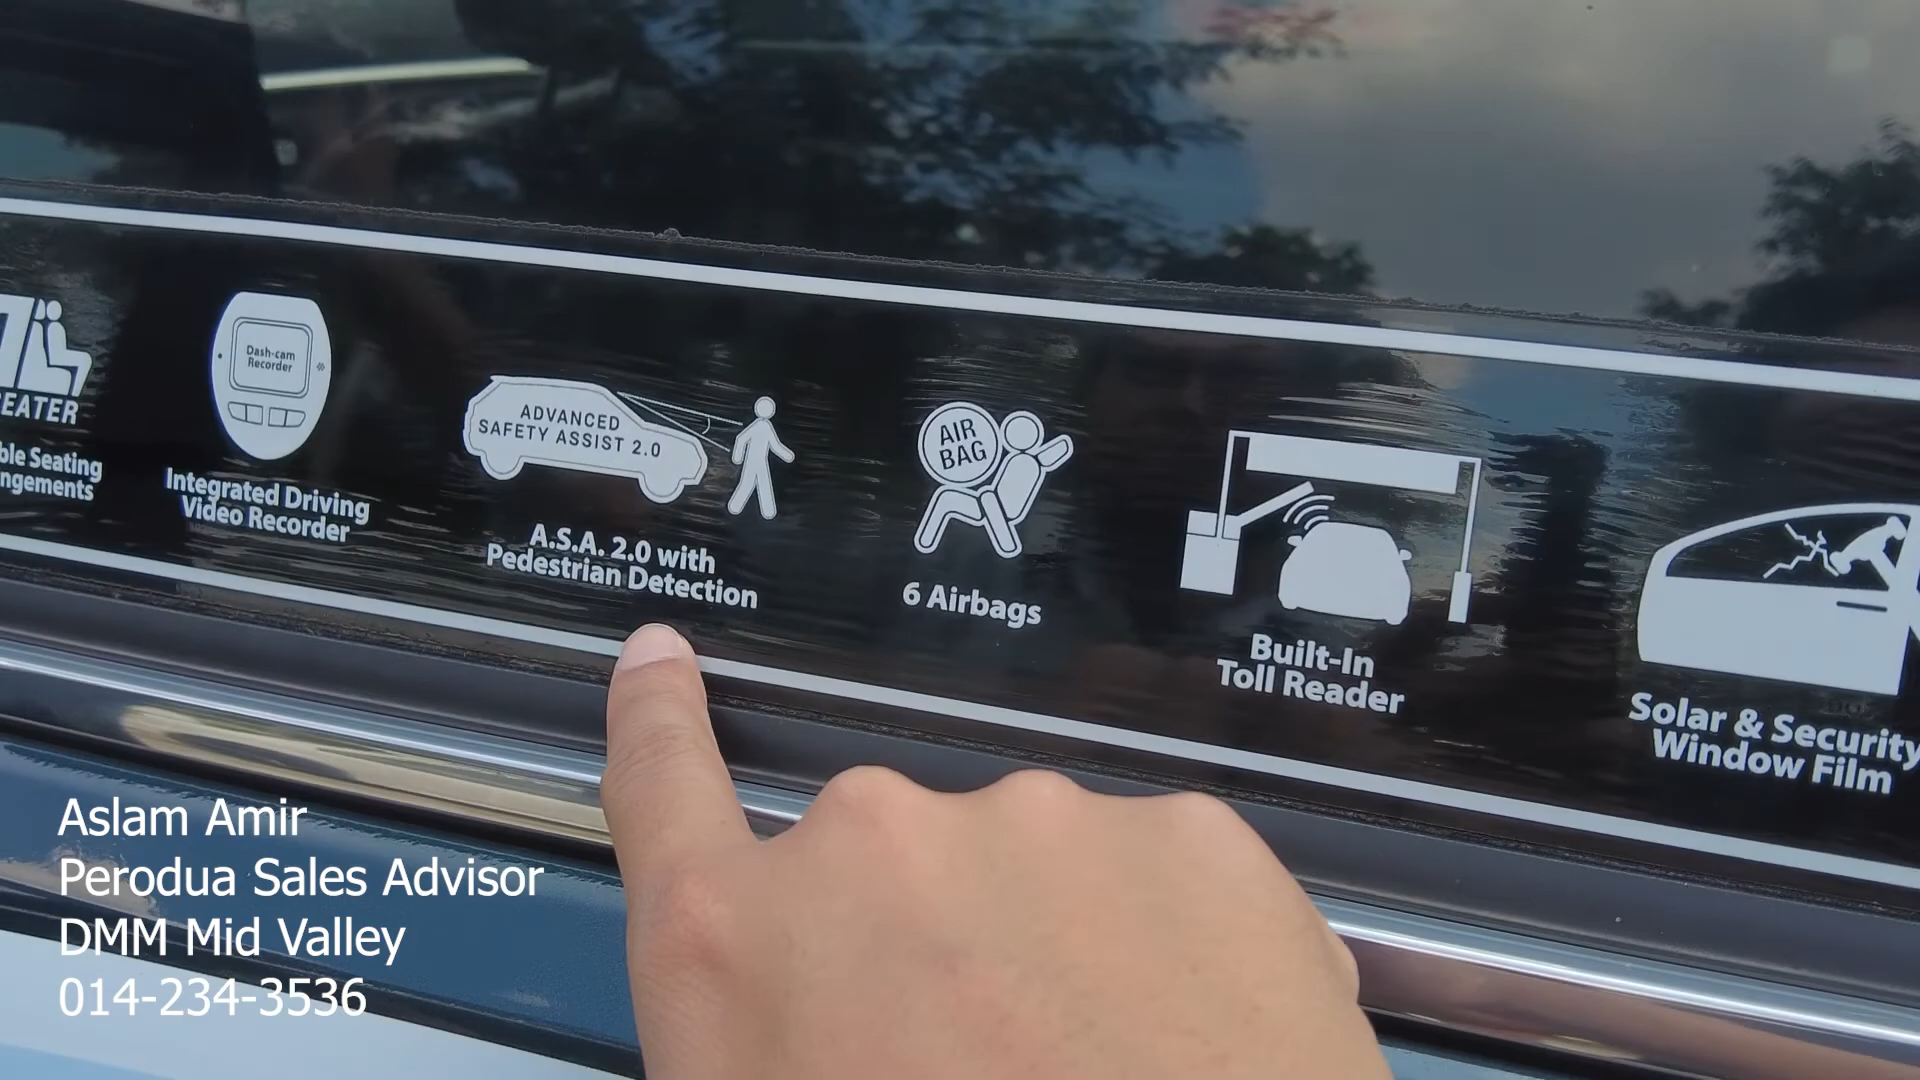 EATER
ble Seating
ngements
Dash-cam
Recorder
Integrated Driving
Video Recorder
ADVANCED
SAFETY ASSIST 2.0
A.S.A. 2.0 with
Pedestrian Detection
AIR
BAG
6 Airbags
Built-In
Toll Reader
Solar & Security
Window Film
Aslam Amir
Perodua Sales Advisor
DMM Mid Valley
014-234-3536